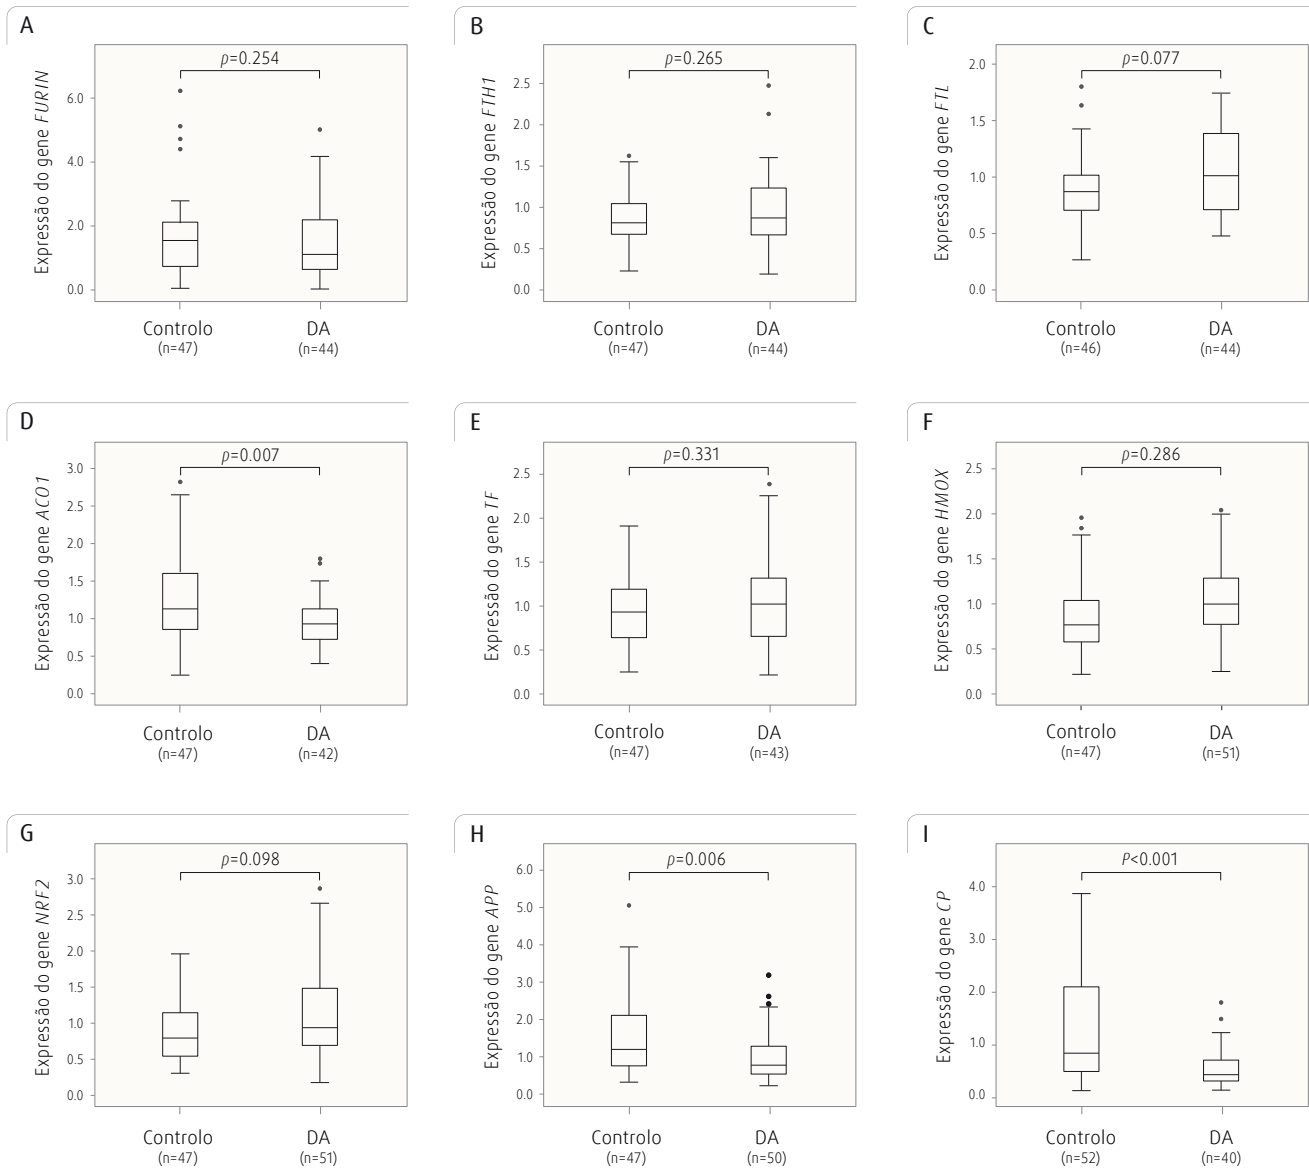 A
p=0.254
Expressão do gene FURIN
6.0
4.0
2.0
0.0
Controlo
(n=47)
DA
(n=44)
B
p=0.265
Expressão do gene FTH1
2.5
2.0
1.5
1.0
0.5
0.0
Controlo
(n=47)
DA
(n=44)
C
p=0.077
Expressão do gene FTL
2.0
1.5
1.0
0.5
0.0
Controlo
(n=46)
DA
(n=44)
D
p=0.007
Expressão do gene ACO1
3.0
2.5
2.0
1.5
1.0
0.5
0.0
Controlo
(n=47)
DA
(n=42)
E
p=0.331
Expressão do gene TF
2.5
2.0
1.5
1.0
0.5
0.0
Controlo
(n=47)
DA
(n=43)
F
p=0.286
Expressão do gene HMOX
2.5
2.0
1.5
1.0
0.5
0.0
Controlo
(n=47)
DA
(n=51)
G
p=0.098
Expressão do gene NRF2
3.0
2.5
2.0
1.5
1.0
0.5
0.0
Controlo
(n=47)
DA
(n=51)
H
p=0.006
Expressão do gene APP
6.0
5.0
4.0
3.0
2.0
1.0
0.0
Controlo
(n=47)
DA
(n=50)
I
P<0.001
Expressão do gene CP
4.0
3.0
2.0
1.0
0.0
Controlo
(n=52)
DA
(n=40)